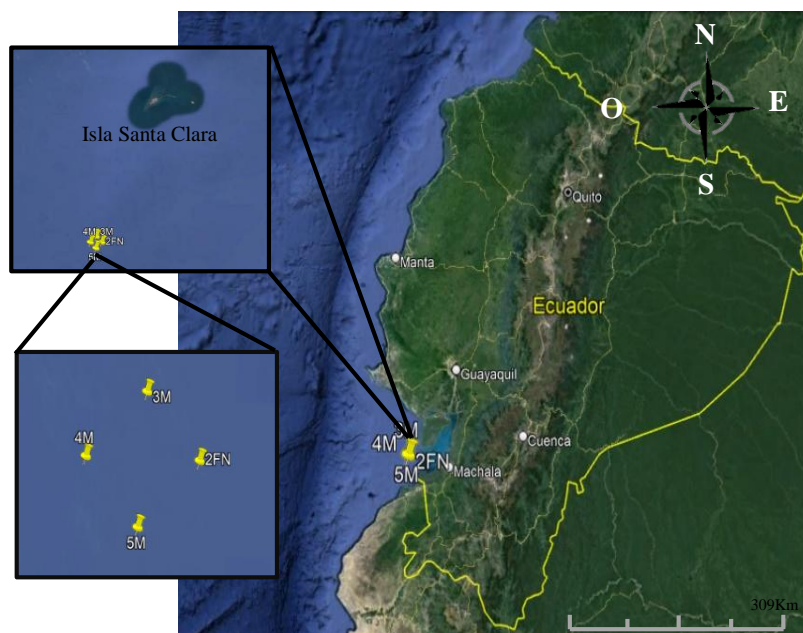 N
O
E
S
Isla Santa Clara
4M 3M
2FN
5M
Quito
Manta
Ecuador
Guayaquil
3M
4M
2FN
5M
Cuenca
Machala
3M
4M
2FN
5M
309Km